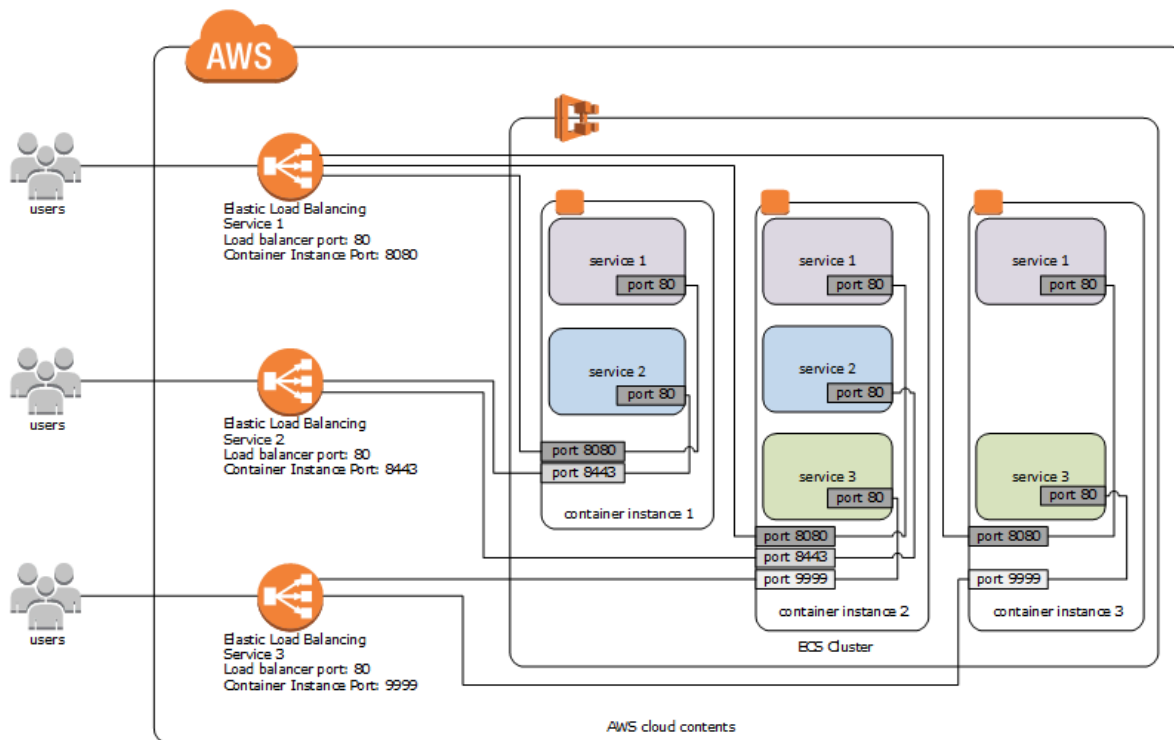 AWS
users
Elastic Load Balancing
Service 1
Load balancer port: 80
Container Instance Port: 8080
users
Elastic Load Balancing
Service 2
Load balancer port: 80
Container Instance Port: 8443
users
Elastic Load Balancing
Service 3
Load balancer port: 80
Container Instance Port: 9999
service 1
port 80
service 2
port 80
port 8080
port 8443
container instance 1
service 1
port 80
service 2
port 80
service 3
port 80
port 8080
port 8443
port 9999
container instance 2
service 1
port 80
service 3
port 80
port 8080
port 9999
container instance 3
ECS Cluster
AWS cloud contents